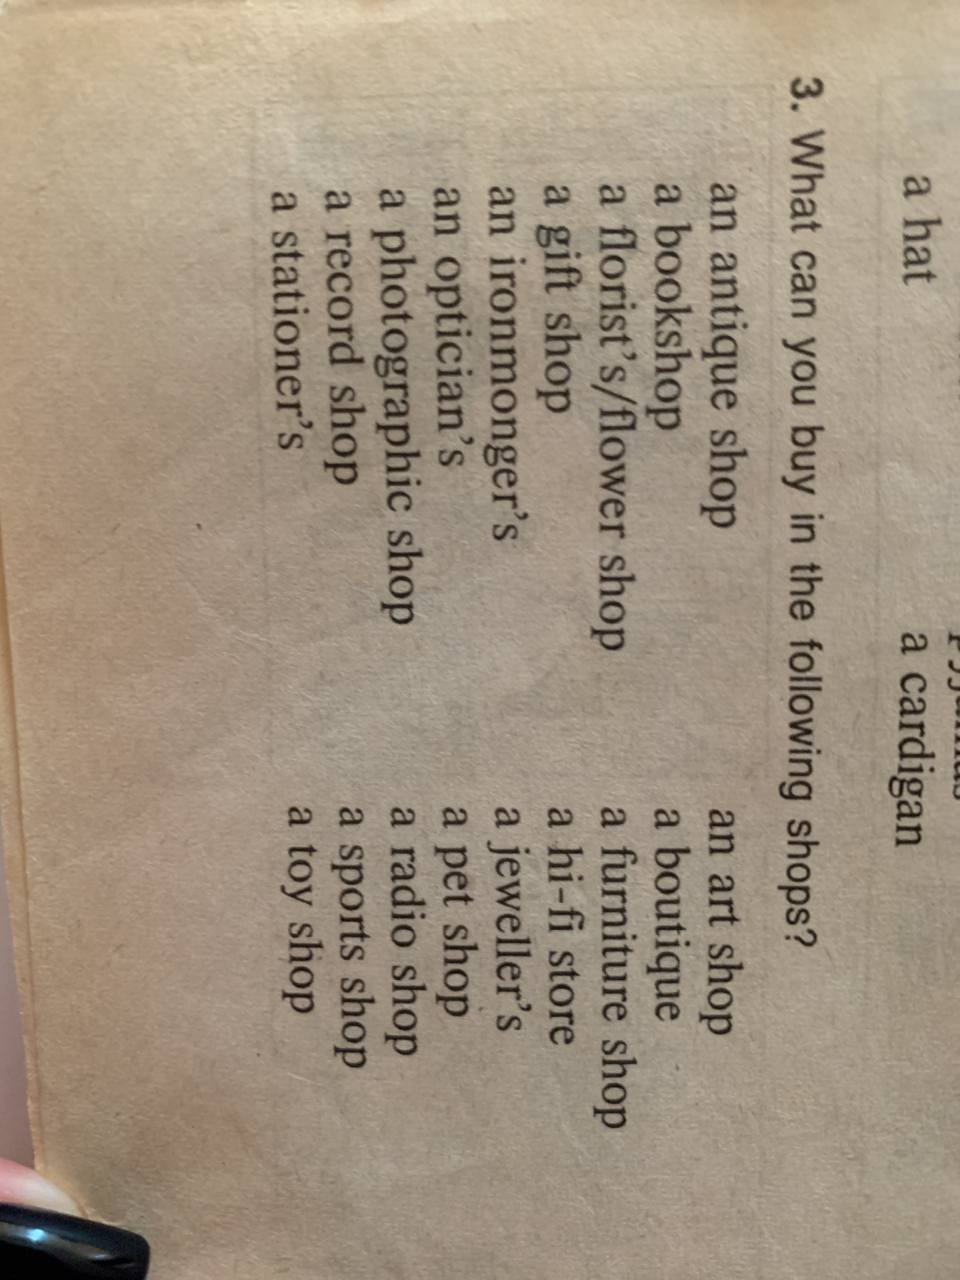 a hat
a cardigan
3. What can you buy in the following shops?
an antique shop
a bookshop
a florist's/flower shop
a gift shop
an ironmonger's
an optician's
a photographic shop
a record shop
a stationer's
an art shop
a boutique
a furniture shop
a hi-fi store
a jeweller's
a pet shop
a radio shop
a sports shop
a toy shop